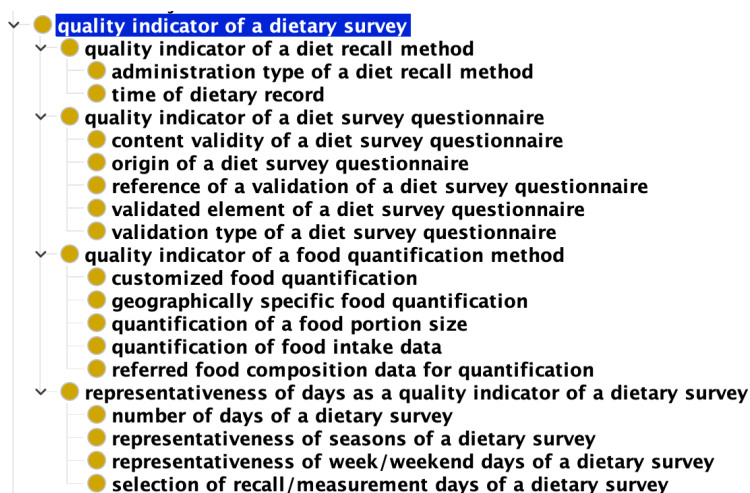 quality indicator of a dietary survey
quality indicator of a diet recall method
administration type of a diet recall method
time of dietary record
quality indicator of a diet survey questionnaire
content validity of a diet survey questionnaire
origin of a diet survey questionnaire
reference of a validation of a diet survey questionnaire
validated element of a diet survey questionnaire
validation type of a diet survey questionnaire
quality indicator of a food quantification method
customized food quantification
geographically specific food quantification
quantification of a food portion size
quantification of food intake data
referred food composition data for quantification
representativeness of days as a quality indicator of a dietary survey
number of days of a dietary survey
representativeness of seasons of a dietary survey
representativeness of week/weekend days of a dietary survey
selection of recall/measurement days of a dietary survey